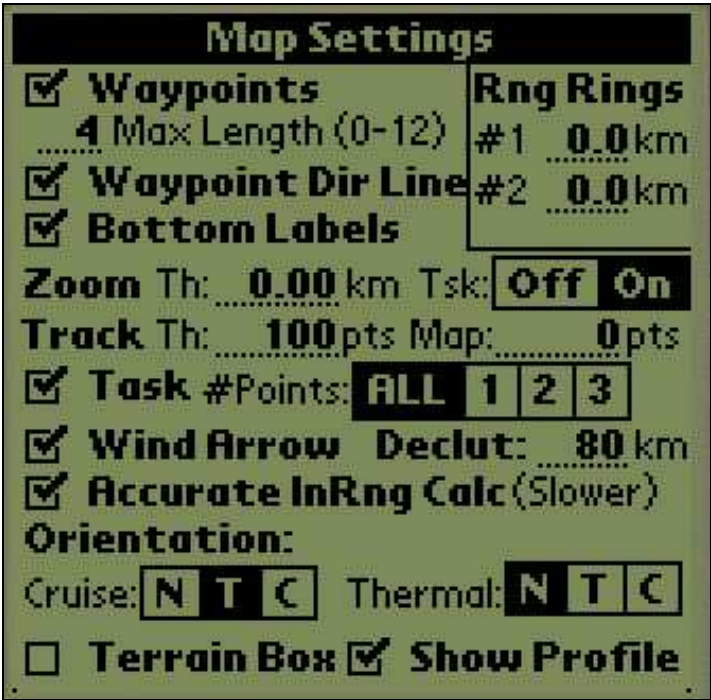 Map Settings
Waypoints
4 Max Length (0-12)
Waypoint Dir Line
Bottom Labels
Rng Rings
#1 0.0 km
#2 0.0 km
Zoom Th: 0.00 km Tsk: Off On
Track Th: 100 pts Map: 0 pts
Task #Points: ALL 1 2 3
Wind Arrow Declut: 80 km
Accurate InRng Calc (Slower)
Orientation:
Cruise: N T C Thermal: N T C
Terrain Box Show Profile